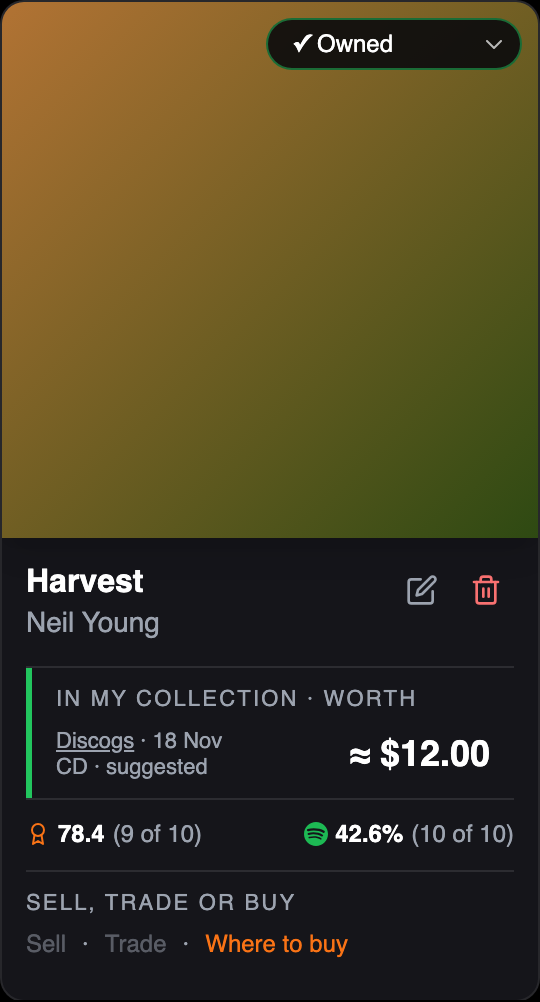 ✓ Owned
Harvest
Neil Young
IN MY COLLECTION · WORTH
Discogs · 18 Nov
CD · suggested
≈ $12.00
78.4 (9 of 10)
42.6% (10 of 10)
SELL, TRADE OR BUY
Sell · Trade · Where to buy